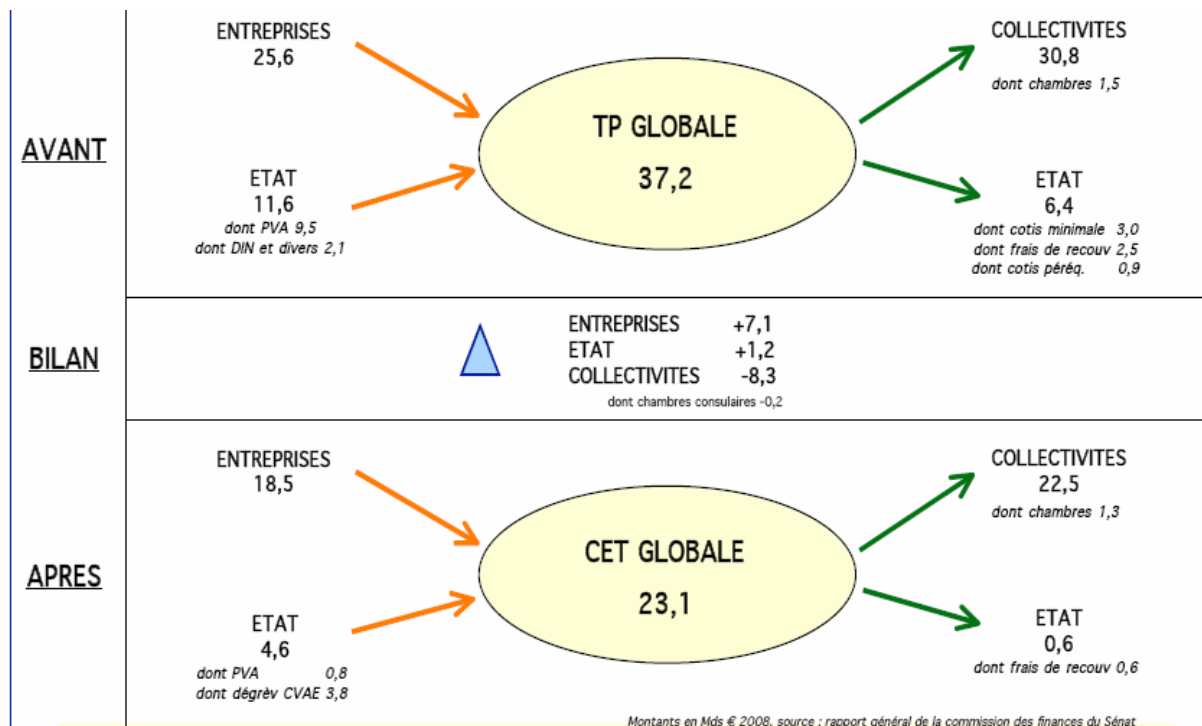 AVANT
ENTREPRISES
25,6
ETAT
11,6
dont PVA 9,5
dont DIN et divers 2,1
TP GLOBALE
37,2
COLLECTIVITES
30,8
dont chambres 1,5
ETAT
6,4
dont cotis minimale 3,0
dont frais de recouv 2,5
dont cotis péréq. 0,9
BILAN
ENTREPRISES +7,1
ETAT +1,2
COLLECTIVITES -8,3
dont chambres consulaires -0,2
APRES
ENTREPRISES
18,5
ETAT
4,6
dont PVA 0,8
dont dégrèv CVAE 3,8
CET GLOBALE
23,1
COLLECTIVITES
22,5
dont chambres 1,3
ETAT
0,6
dont frais de recouv 0,6
Montants en Mds € 2008, source : rapport général de la commission des finances du Sénat